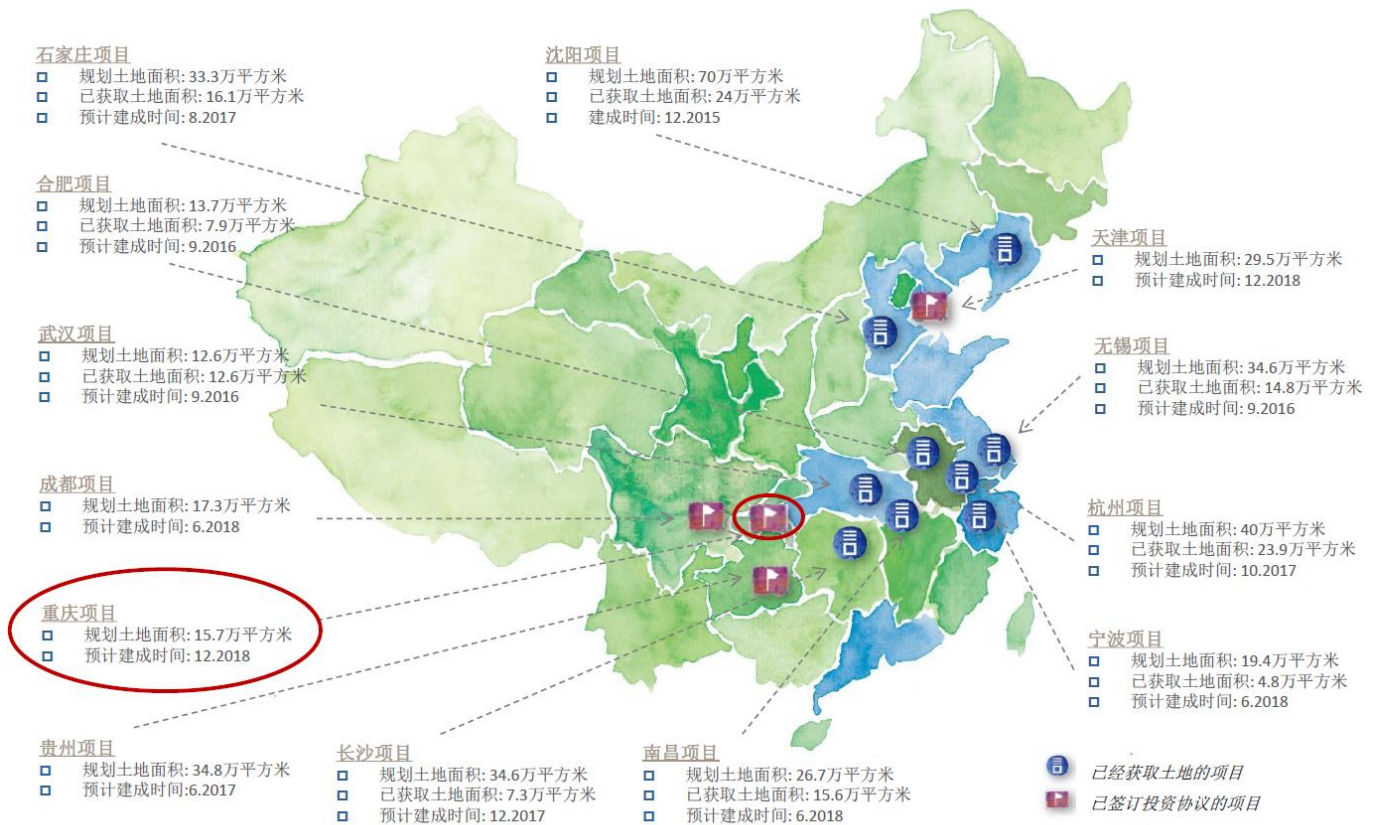 石家庄项目
规划土地面积: 33.3万平方米
已获取土地面积: 16.1万平方米
预计建成时间: 8.2017
沈阳项目
规划土地面积: 70万平方米
已获取土地面积: 24万平方米
建成时间: 12.2015
合肥项目
规划土地面积: 13.7万平方米
已获取土地面积: 7.9万平方米
预计建成时间: 9.2016
天津项目
规划土地面积: 29.5万平方米
预计建成时间: 12.2018
武汉项目
规划土地面积: 12.6万平方米
已获取土地面积: 12.6万平方米
预计建成时间: 9.2016
无锡项目
规划土地面积: 34.6万平方米
已获取土地面积: 14.8万平方米
预计建成时间: 9.2016
成都项目
规划土地面积: 17.3万平方米
预计建成时间: 6.2018
杭州项目
规划土地面积: 40万平方米
已获取土地面积: 23.9万平方米
预计建成时间: 10.2017
重庆项目
规划土地面积: 15.7万平方米
预计建成时间: 12.2018
宁波项目
规划土地面积: 19.4万平方米
已获取土地面积: 4.8万平方米
预计建成时间: 6.2018
贵州项目
规划土地面积: 34.8万平方米
预计建成时间:6.2017
长沙项目
规划土地面积: 34.6万平方米
已获取土地面积: 7.3万平方米
预计建成时间: 12.2017
南昌项目
规划土地面积: 26.7万平方米
已获取土地面积: 15.6万平方米
预计建成时间: 6.2018
已经获取土地的项目
已签订投资协议的项目